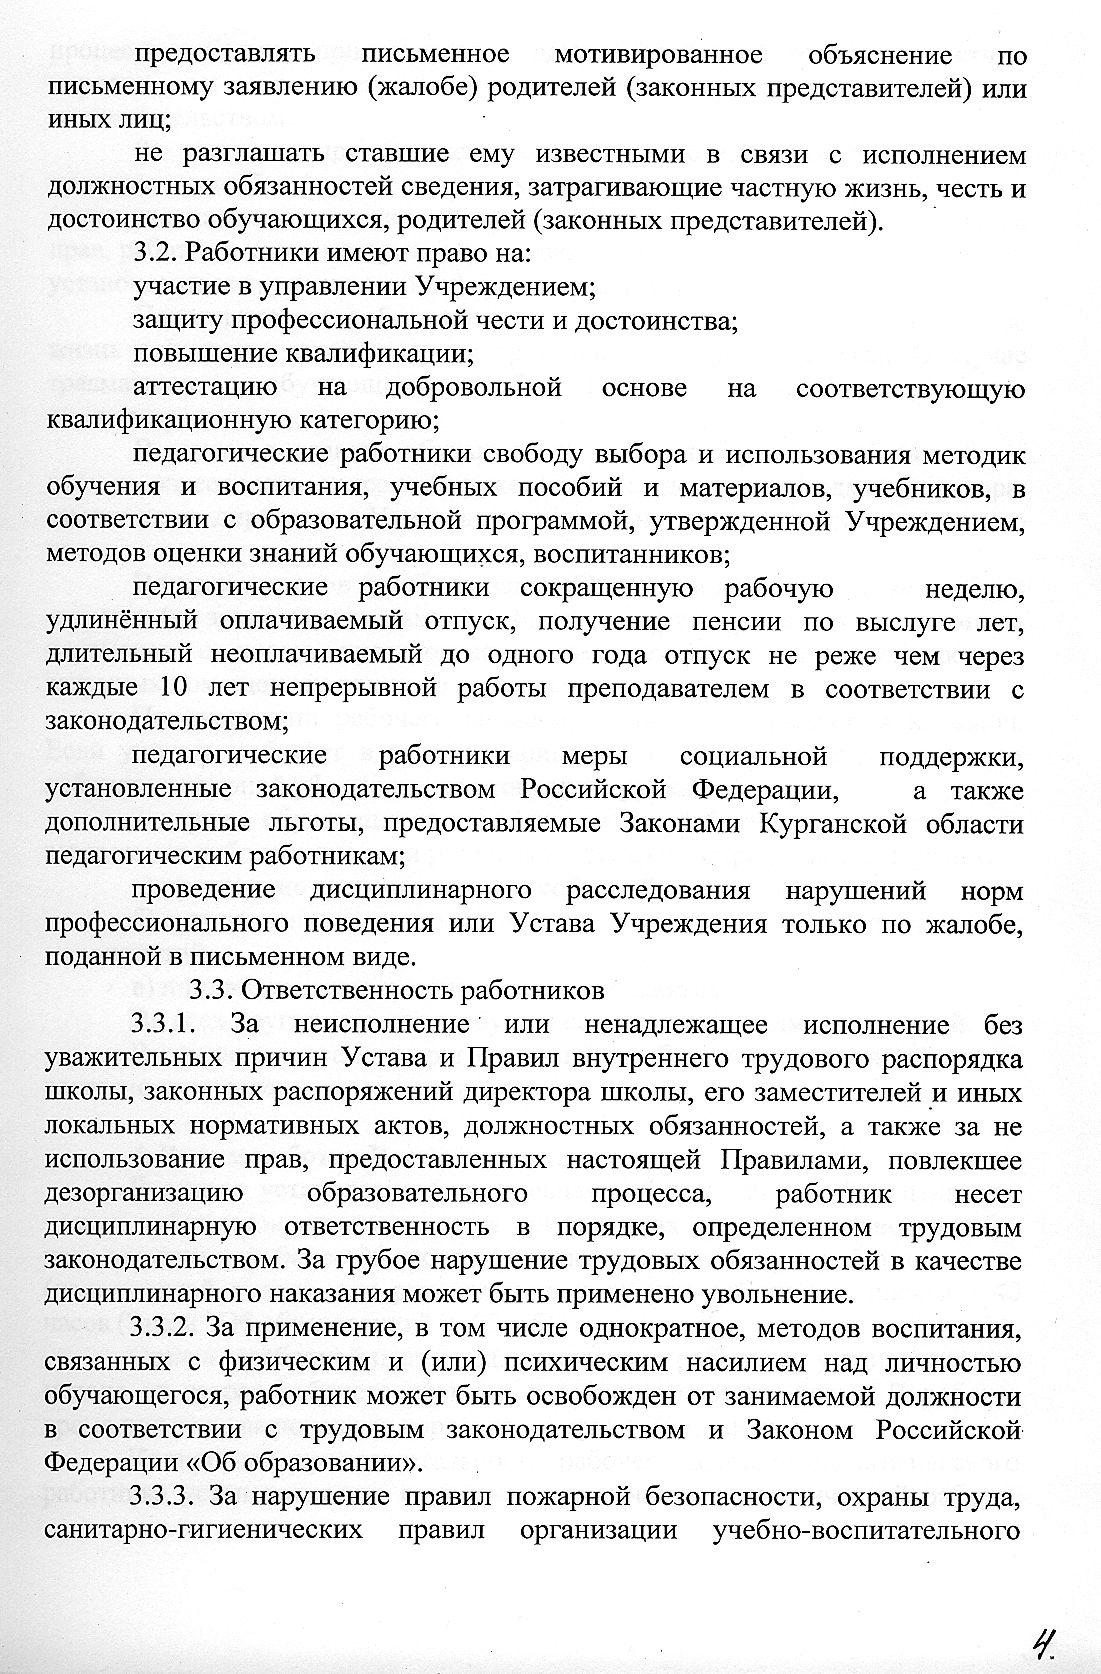 предоставлять письменное мотивированное объяснение по
письменному заявлению (жалобе) родителей (законных представителей) или
иных лиц;
не разглашать ставшие ему известными в связи с исполнением
должностных обязанностей сведения, затрагивающие частную жизнь, честь и
достоинство обучающихся, родителей (законных представителей).
3.2. Работники имеют право на:
участие в управлении Учреждением;
защиту профессиональной чести и достоинства;
повышение квалификации;
аттестацию на добровольной основе на соответствующую
квалификационную категорию;
педагогические работники свободу выбора и использования методик
обучения и воспитания, учебных пособий и материалов, учебников, в
соответствии с образовательной программой, утвержденной Учреждением,
методов оценки знаний обучающихся, воспитанников;
педагогические работники сокращенную рабочую неделю,
удлинённый оплачиваемый отпуск, получение пенсии по выслуге лет,
длительный неоплачиваемый до одного года отпуск не реже чем через
каждые 10 лет непрерывной работы преподавателем в соответствии с
законодательством;
педагогические работники меры социальной поддержки,
установленные законодательством Российской Федерации, а также
дополнительные льготы, предоставляемые Законами Курганской области
педагогическим работникам;
проведение дисциплинарного расследования нарушений норм
профессионального поведения или Устава Учреждения только по жалобе,
поданной в письменном виде.
3.3. Ответственность работников
3.3.1. За неисполнение или ненадлежащее исполнение без
уважительных причин Устава и Правил внутреннего трудового распорядка
школы, законных распоряжений директора школы, его заместителей и иных
локальных нормативных актов, должностных обязанностей, а также за не
использование прав, предоставленных настоящей Правилами, повлекшее
дезорганизацию образовательного процесса, работник несет
дисциплинарную ответственность в порядке, определенном трудовым
законодательством. За грубое нарушение трудовых обязанностей в качестве
дисциплинарного наказания может быть применено увольнение.
3.3.2. За применение, в том числе однократное, методов воспитания,
связанных с физическим и (или) психическим насилием над личностью
обучающегося, работник может быть освобожден от занимаемой должности
в соответствии с трудовым законодательством и Законом Российской
Федерации «Об образовании».
3.3.3. За нарушение правил пожарной безопасности, охраны труда,
санитарно-гигиенических правил организации учебно-воспитательного
4.